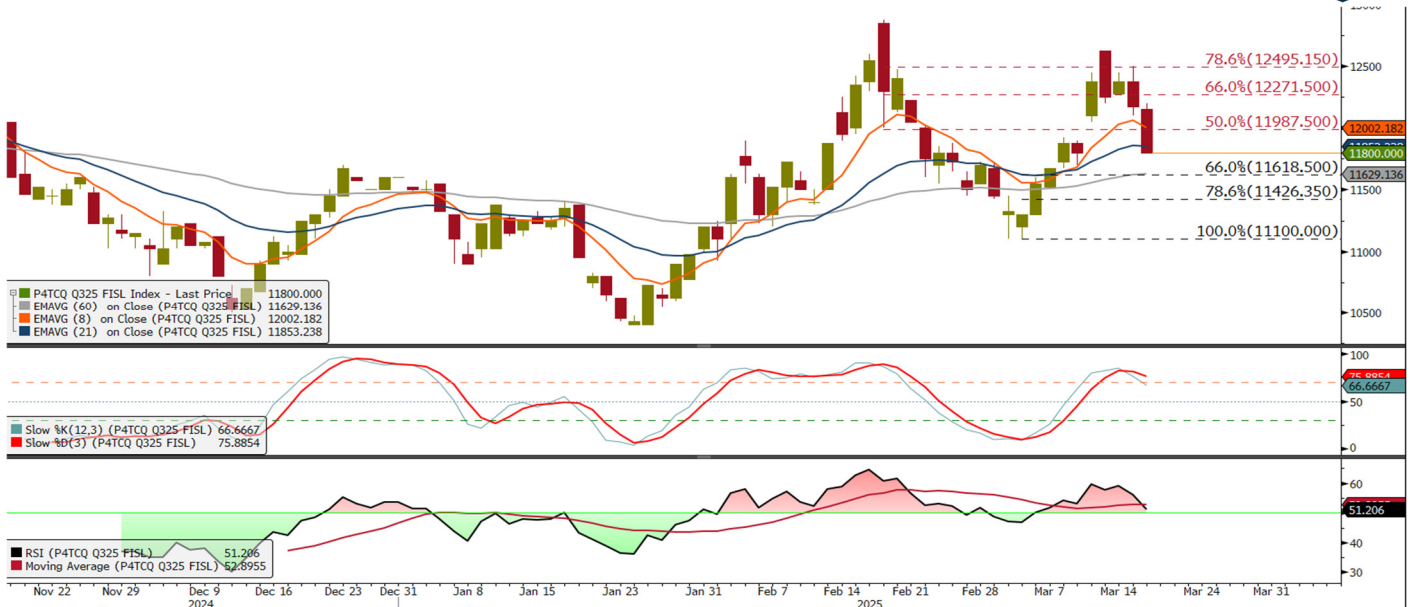 78.6%(12495.150)
66.0%(12271.500)
50.0%(11987.500)
66.0%(11618.500)
78.6%(11426.350)
100.0%(11100.000)
12500
12002.182
11800.000
11629.136
11500
11000
10500
P4TCQ Q325 FISL Index - Last Price 11800.000
EMAVG (60) on Close (P4TCQ Q325 FISL) 11629.136
EMAVG (8) on Close (P4TCQ Q325 FISL) 12002.182
EMAVG (21) on Close (P4TCQ Q325 FISL) 11853.238
100
75.8854
66.6667
50
0
Slow %K(12,3) (P4TCQ Q325 FISL) 66.6667
Slow %D(3) (P4TCQ Q325 FISL) 75.8854
60
51.206
40
30
RSI (P4TCQ Q325 FISL) 51.206
Moving Average (P4TCQ Q325 FISL) 52.8955
Nov 22 Nov 29 Dec 9 Dec 16 Dec 23 Dec 31 Jan 8 Jan 15 Jan 23 Jan 31 Feb 7 Feb 14 Feb 21 Feb 28 Mar 7 Mar 14 Mar 24 Mar 31
2024 2025